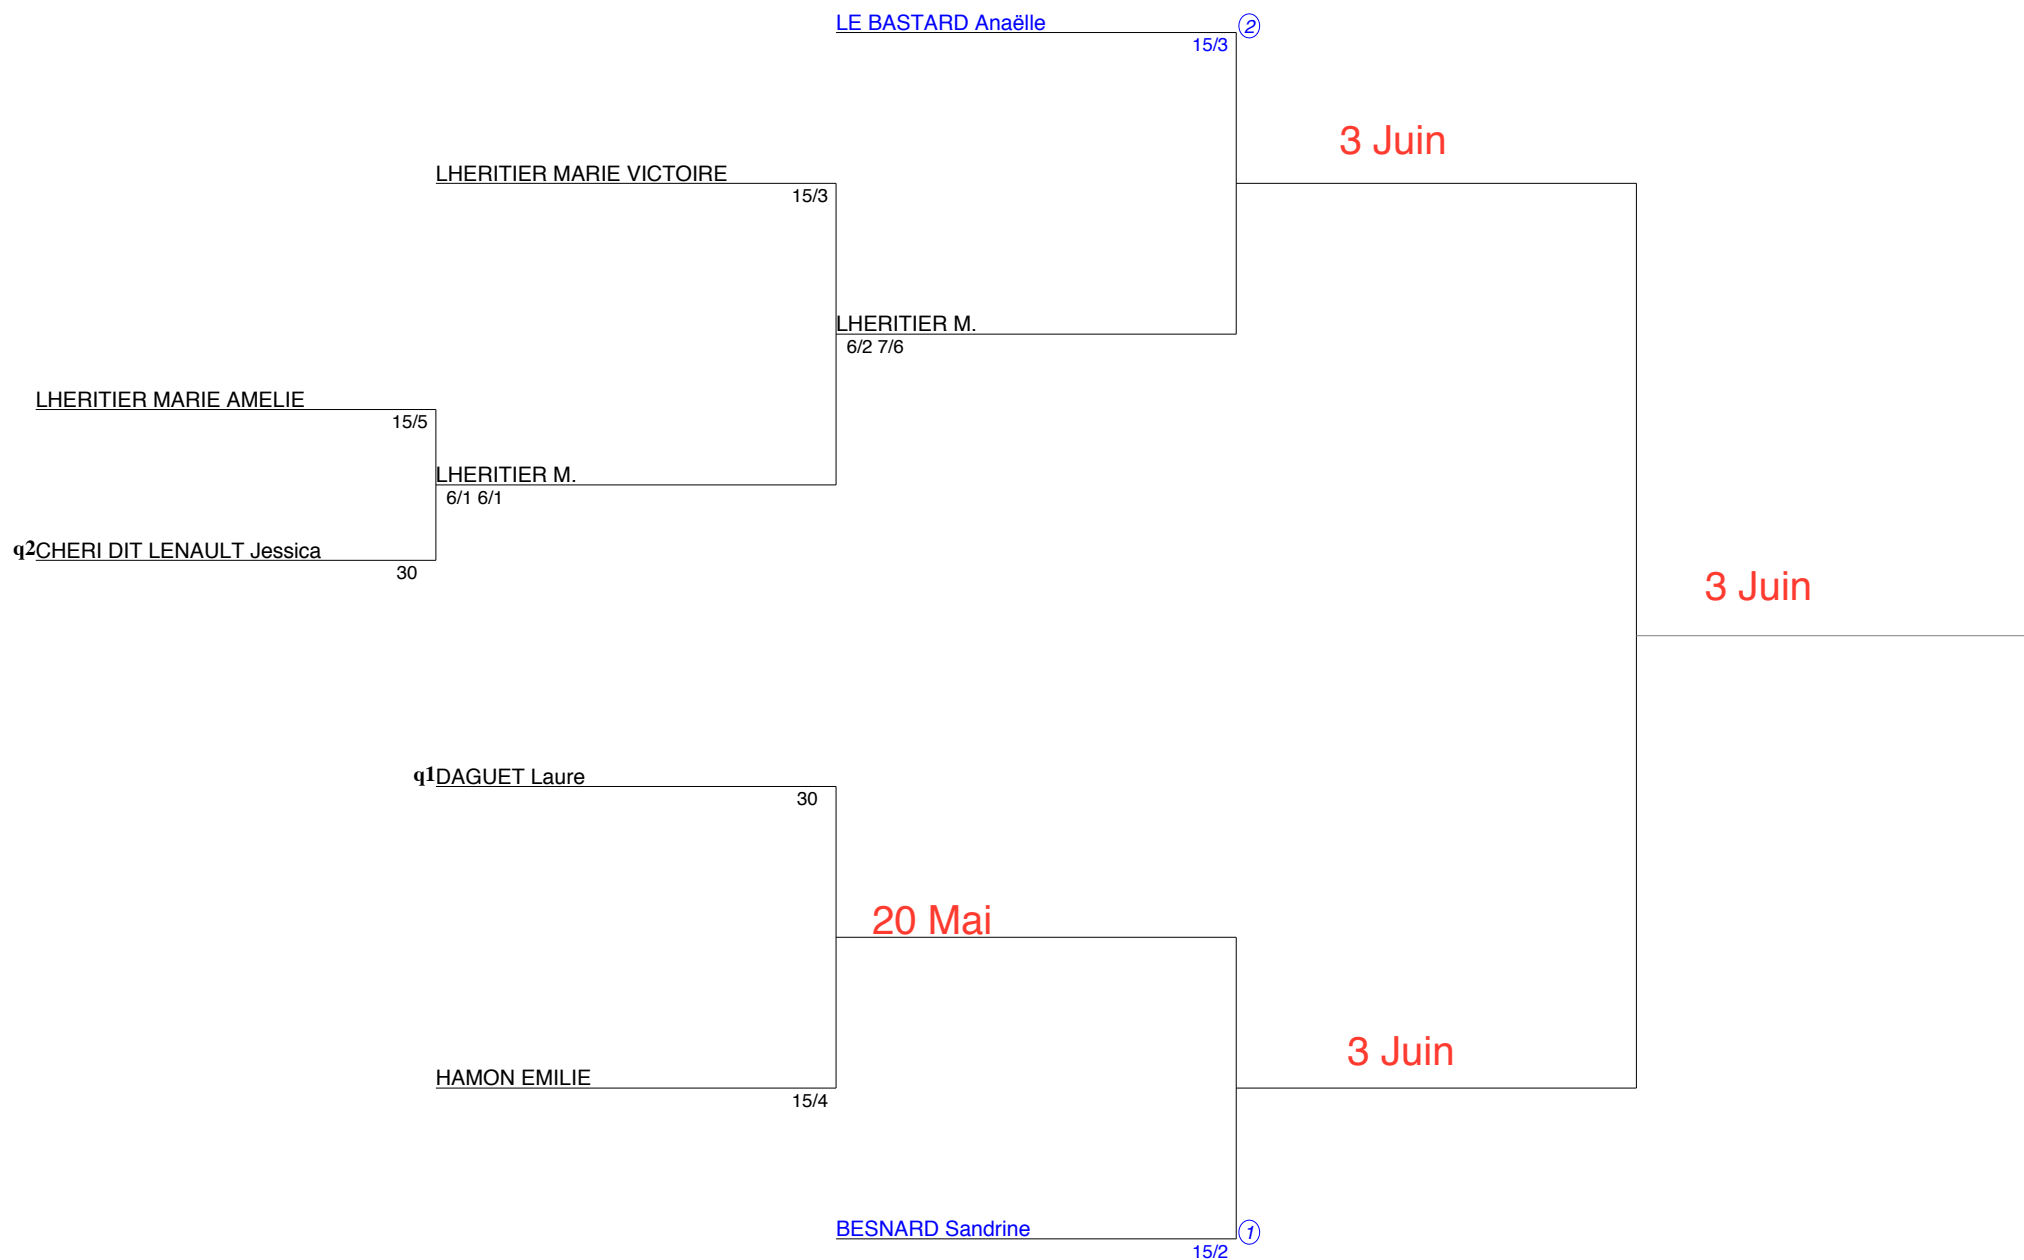 LE BASTARD Anaëlle
2
15/3
3 Juin
LHERITIER MARIE VICTOIRE
15/3
LHERITIER M.
6/2 7/6
LHERITIER MARIE AMELIE
15/5
LHERITIER M.
6/1 6/1
q2CHERI DIT LENAULT Jessica
30
3 Juin
q1DAGUET Laure
30
20 Mai
3 Juin
HAMON EMILIE
15/4
BESNARD Sandrine
1
15/2